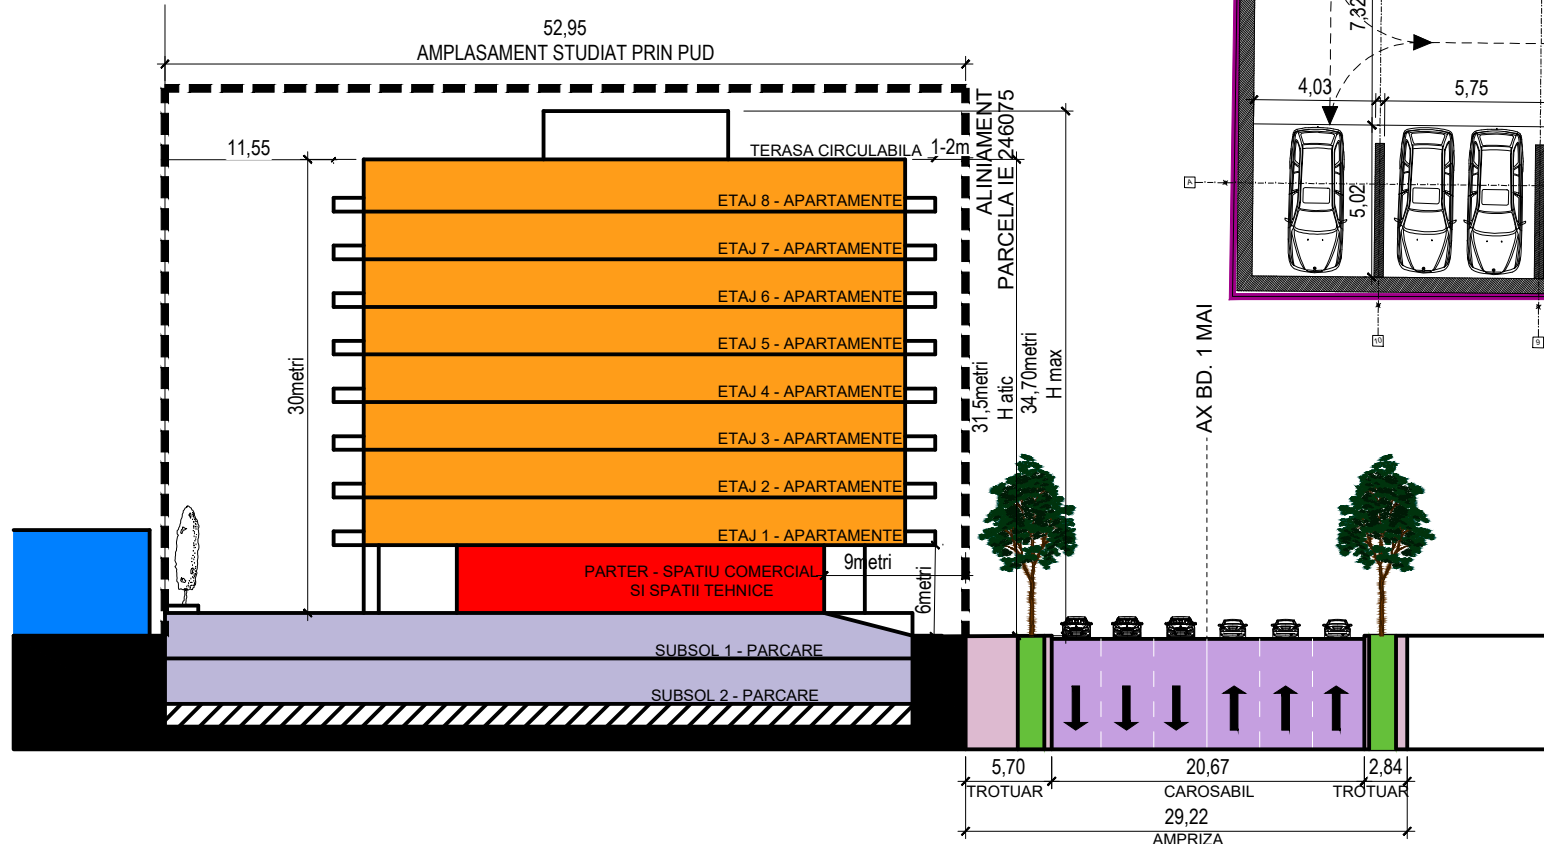 52,95
AMPLASAMENT STUDIAT PRIN PUD
7,32
4,03
5,75
5,02
A
10
9
11,55
TERASA CIRCULABILA
1-2m
ALINIAMENT
PARCELA IE 246075
ETAJ 8 - APARTAMENTE
ETAJ 7 - APARTAMENTE
ETAJ 6 - APARTAMENTE
ETAJ 5 - APARTAMENTE
ETAJ 4 - APARTAMENTE
ETAJ 3 - APARTAMENTE
ETAJ 2 - APARTAMENTE
ETAJ 1 - APARTAMENTE
30metri
31,5metri
H atic
34,70metri
H max
AX BD. 1 MAI
PARTER - SPATIU COMERCIAL
SI SPATII TEHNICE
9metri
6metri
SUBSOL 1 - PARCARE
SUBSOL 2 - PARCARE
5,70
TROTUAR
20,67
CAROSABIL
2,84
TROTUAR
29,22
AMPRIZA